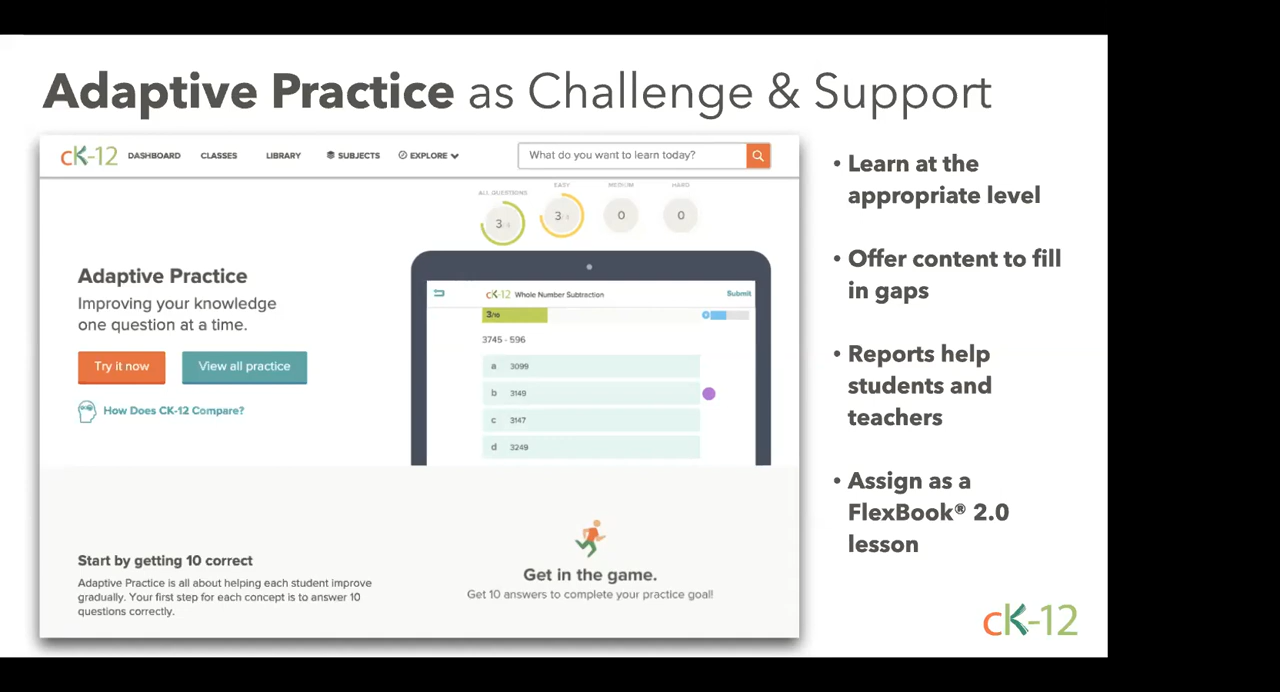 Adaptive Practice as Challenge & Support
cK-12 DASHBOARD CLASSES LIBRARY SUBJECTS EXPLORE What do you want to learn today?
ALL QUESTIONS EASY MEDIUM HARD
3/4 3/4 0 0
Adaptive Practice
Improving your knowledge
one question at a time.
Try it now View all practice
How Does CK-12 Compare?
cK-12 Whole Number Subtraction Submit
3/10
3745 - 596
a 3099
b 3149
c 3147
d 3249
Start by getting 10 correct
Adaptive Practice is all about helping each student improve
gradually. Your first step for each concept is to answer 10
questions correctly.
Get in the game.
Get 10 answers to complete your practice goal!
• Learn at the
appropriate level
• Offer content to fill
in gaps
• Reports help
students and
teachers
• Assign as a
FlexBook® 2.0
lesson
cK-12